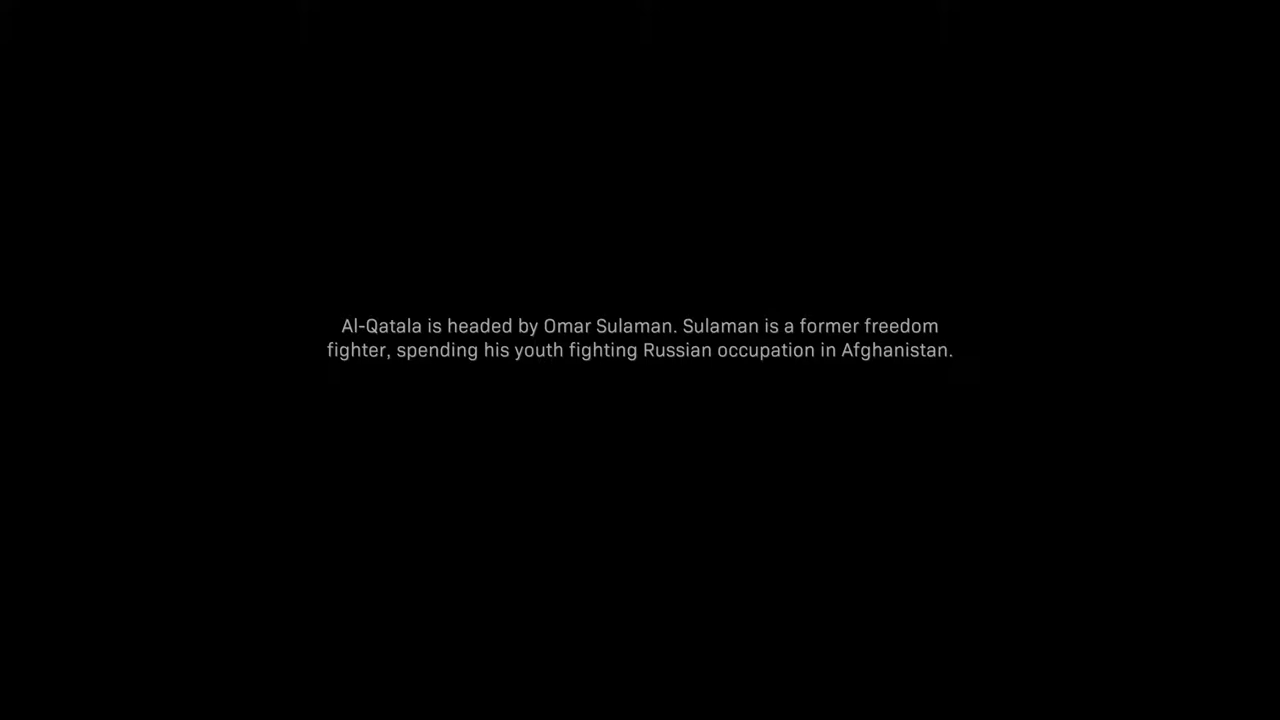 Al-Qatala is headed by Omar Sulaman. Sulaman is a former freedom
fighter, spending his youth fighting Russian occupation in Afghanistan.